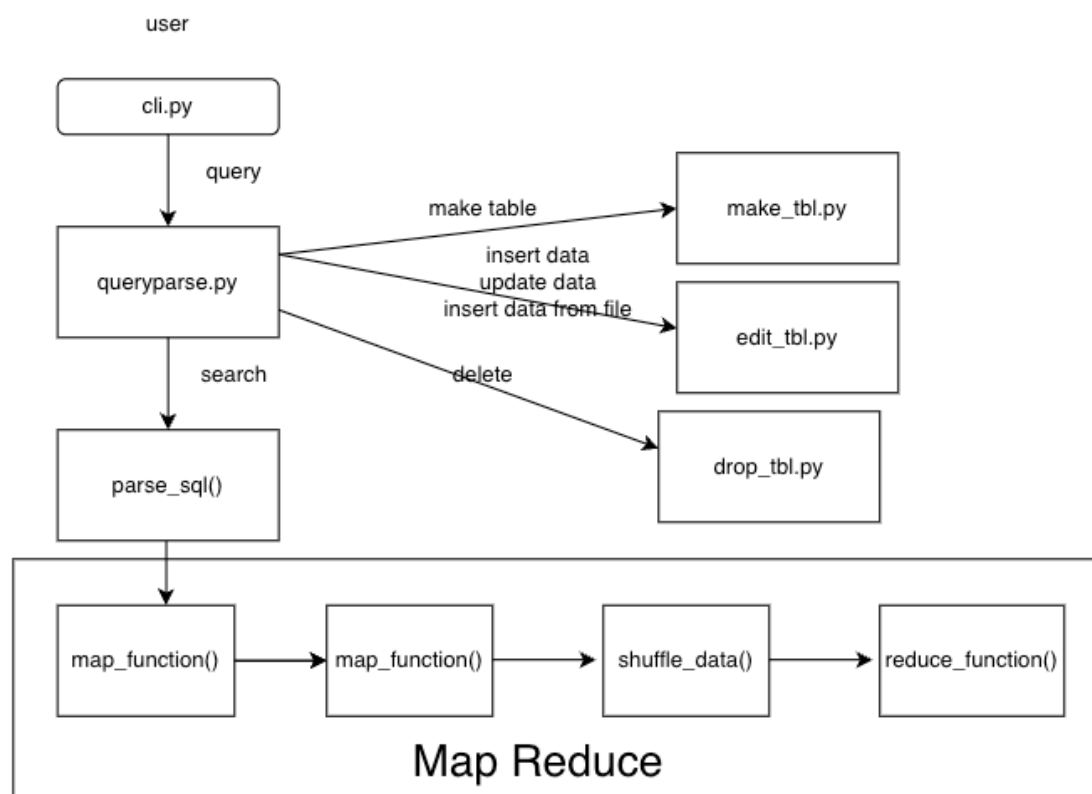 user
cli.py
query
make table
make_tbl.py
insert data
queryparse.py
update data
insert data from file
edit_tbl.py
search
delete
drop_tbl.py
parse_sql()
map_function()
map_function()
shuffle_data()
reduce_function()
Map Reduce